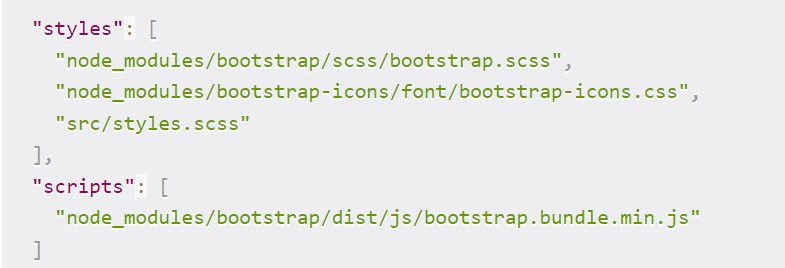 "styles": [
"node_modules/bootstrap/scss/bootstrap.scss",
"node_modules/bootstrap-icons/font/bootstrap-icons.css",
"src/styles.scss"
],
"scripts": [
"node_modules/bootstrap/dist/js/bootstrap.bundle.min.js"
]